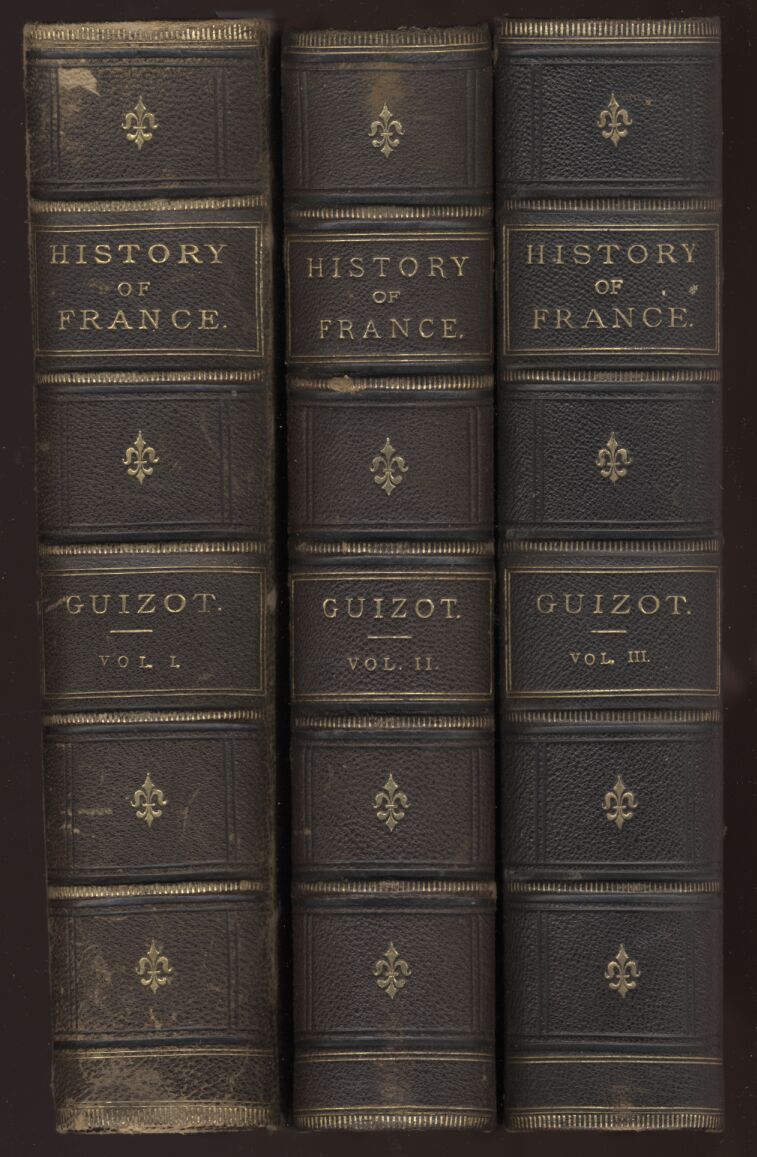 HISTORY
OF
FRANCE.
GUIZOT.
VOL. I.
HISTORY
OF
FRANCE.
GUIZOT.
VOL. II.
HISTORY
OF
FRANCE.
GUIZOT.
VOL. III.